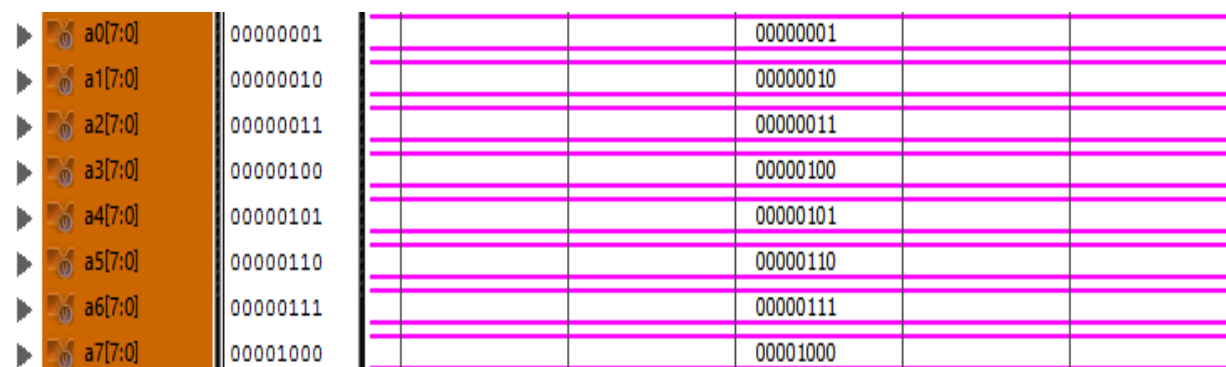 a0[7:0] 00000001 00000001
a1[7:0] 00000010 00000010
a2[7:0] 00000011 00000011
a3[7:0] 00000100 00000100
a4[7:0] 00000101 00000101
a5[7:0] 00000110 00000110
a6[7:0] 00000111 00000111
a7[7:0] 00001000 00001000